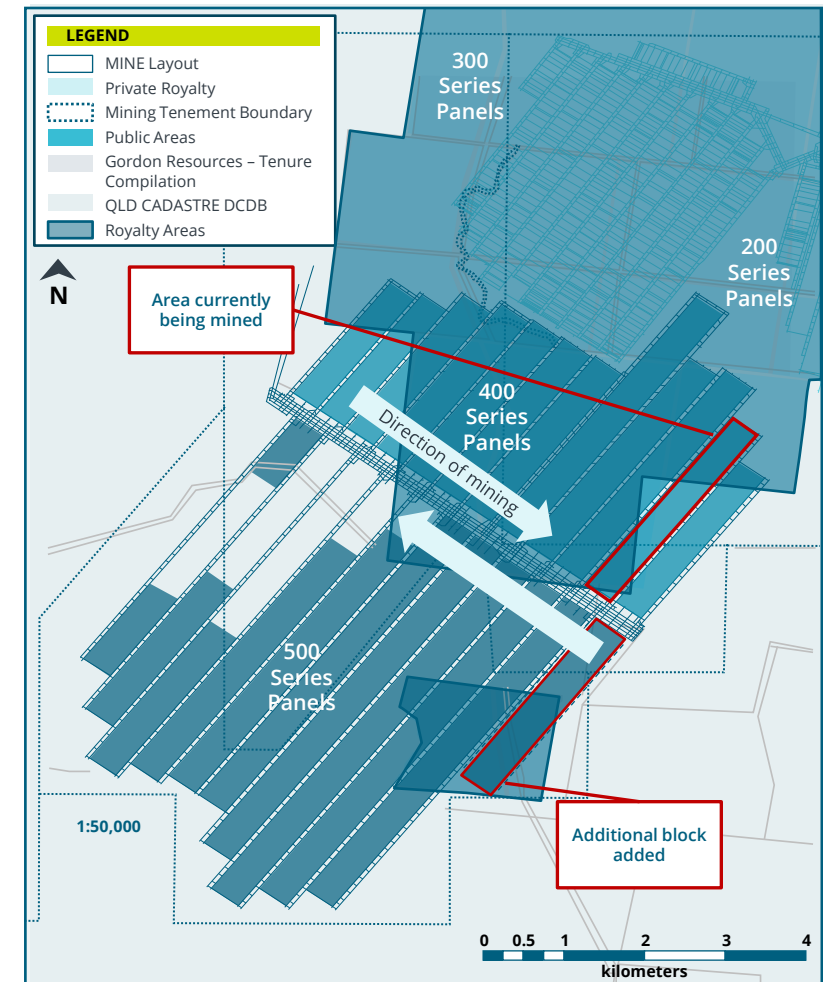 LEGEND
MINE Layout
Private Royalty
Mining Tenement Boundary
Public Areas
Gordon Resources – Tenure
Compilation
QLD CADASTRE DCDB
Royalty Areas
N
300
Series
Panels
200
Series
Panels
Area currently
being mined
400
Series
Panels
Direction of mining
500
Series
Panels
1:50,000
Additional block
added
0 0.5 1 2 3 4
kilometers